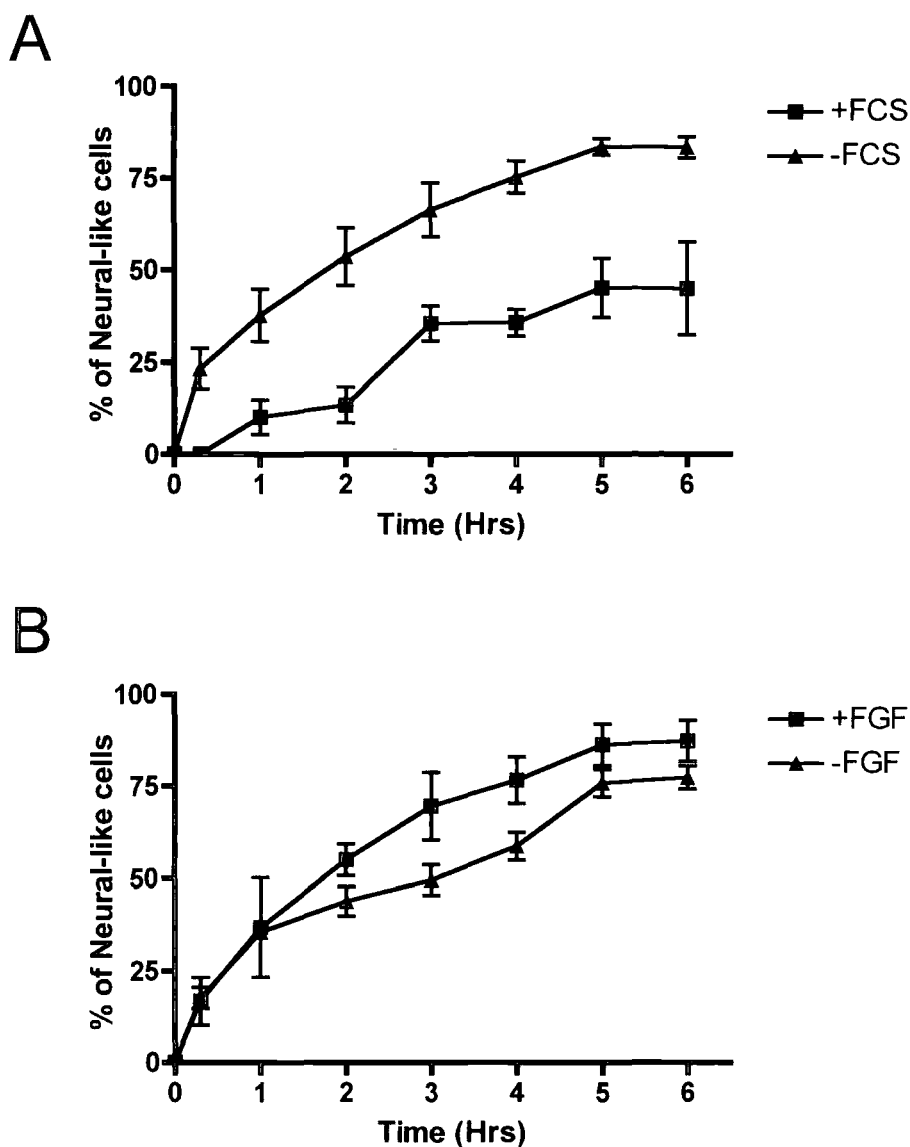 A
100
75
50
25
0
% of Neural-like cells
0 1 2 3 4 5 6
Time (Hrs)
+FCS
-FCS
B
100
75
50
25
0
% of Neural-like cells
0 1 2 3 4 5 6
Time (Hrs)
+FGF
-FGF